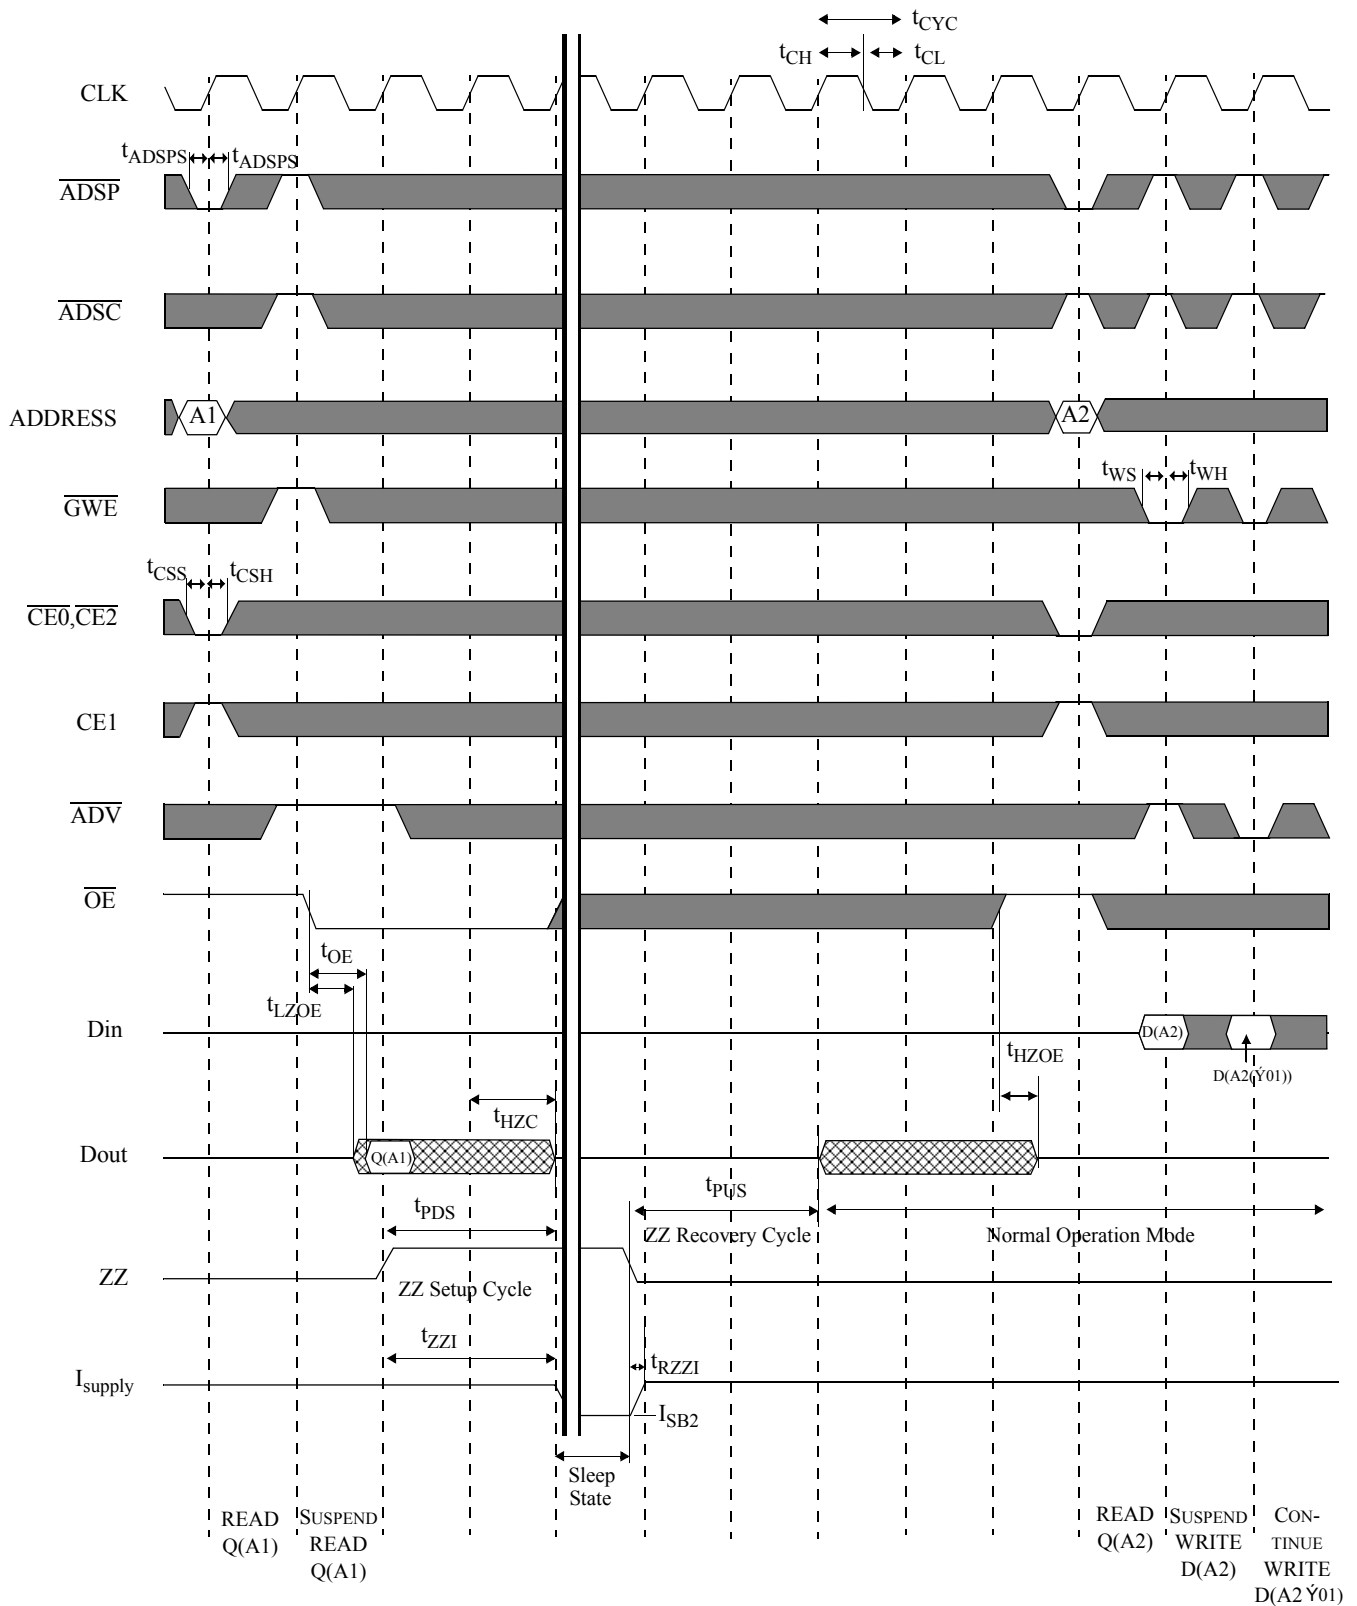 tCYC
tCH
tCL
CLK
tADSPS
tADSPS
ADSP
ADSC
ADDRESS
A1
A2
tWS
tWH
GWE
tCSS
tCSH
CE0,CE2
CE1
ADV
OE
tOE
tLZOE
Din
D(A2)
tHZOE
D(A2(Ý01))
tHZC
Dout
Q(A1)
tPUS
tPDS
ZZ Recovery Cycle
Normal Operation Mode
ZZ
ZZ Setup Cycle
tZZI
tRZZI
Isupply
ISB2
Sleep
State
READ
Q(A1)
SUSPEND
READ
Q(A1)
READ
Q(A2)
SUSPEND
WRITE
D(A2)
CON-
TINUE
WRITE
D(A2Ý01)